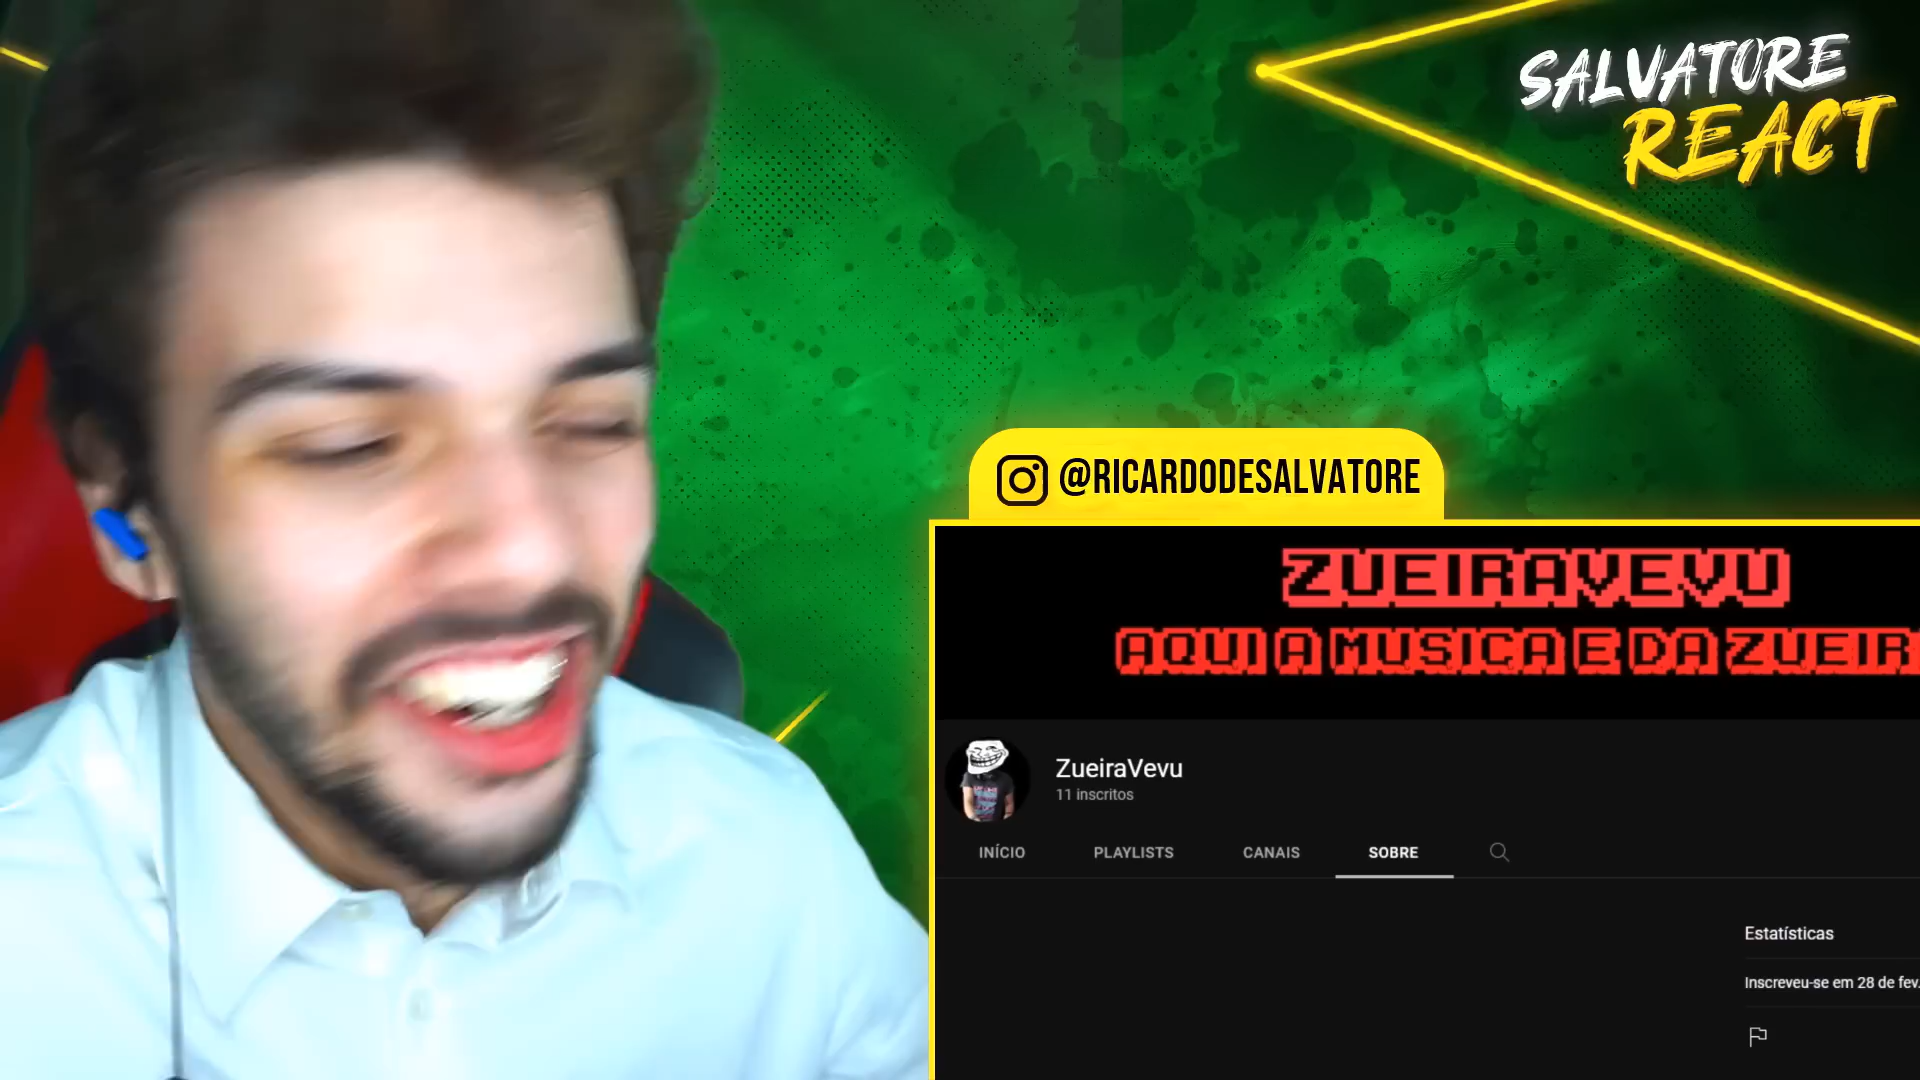 SALVATORE
REACT
@RICARDODESALVATORE
ZUEIRAVEVU
AQUI A MUSICA E DA ZUEIR
ZueiraVevu
11 inscritos
INÍCIO
PLAYLISTS
CANAIS
SOBRE
Estatísticas
Inscreveu-se em 28 de fev.